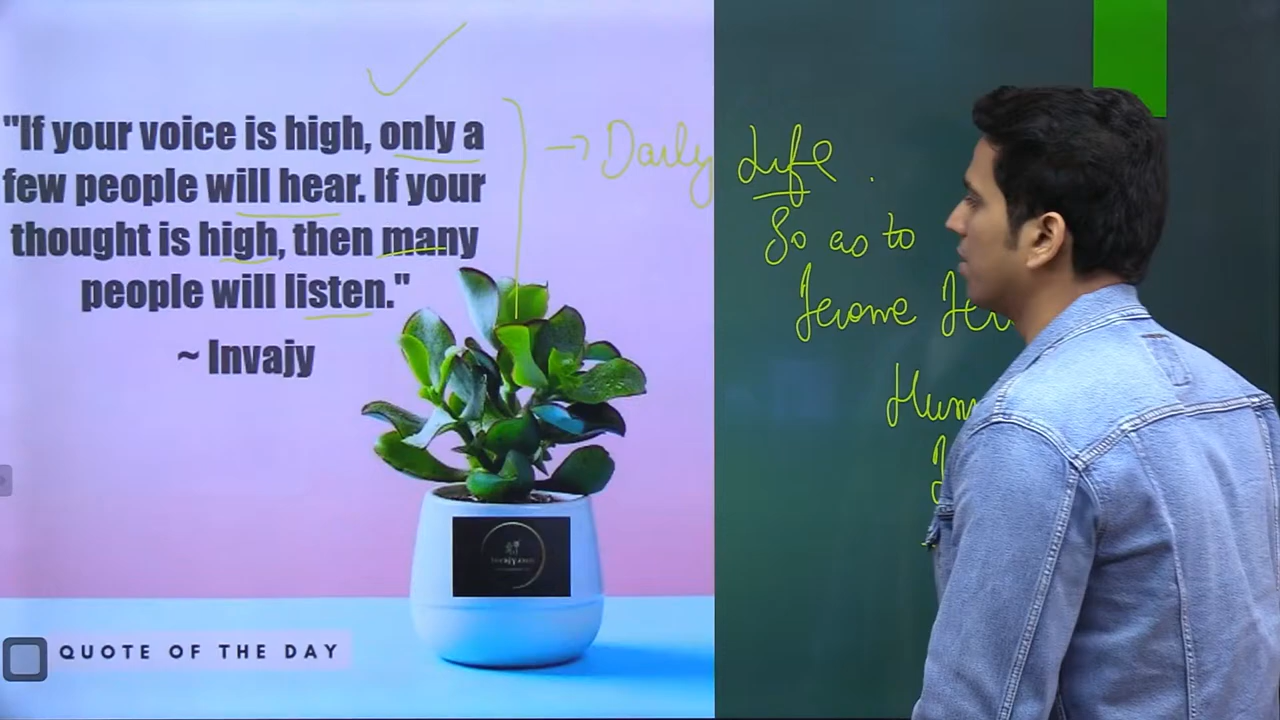 "If your voice is high, only a
few people will hear. If your
thought is high, then many
people will listen."
~ Invajy
QUOTE OF THE DAY
→ Daily Life.
So as to
Jerome